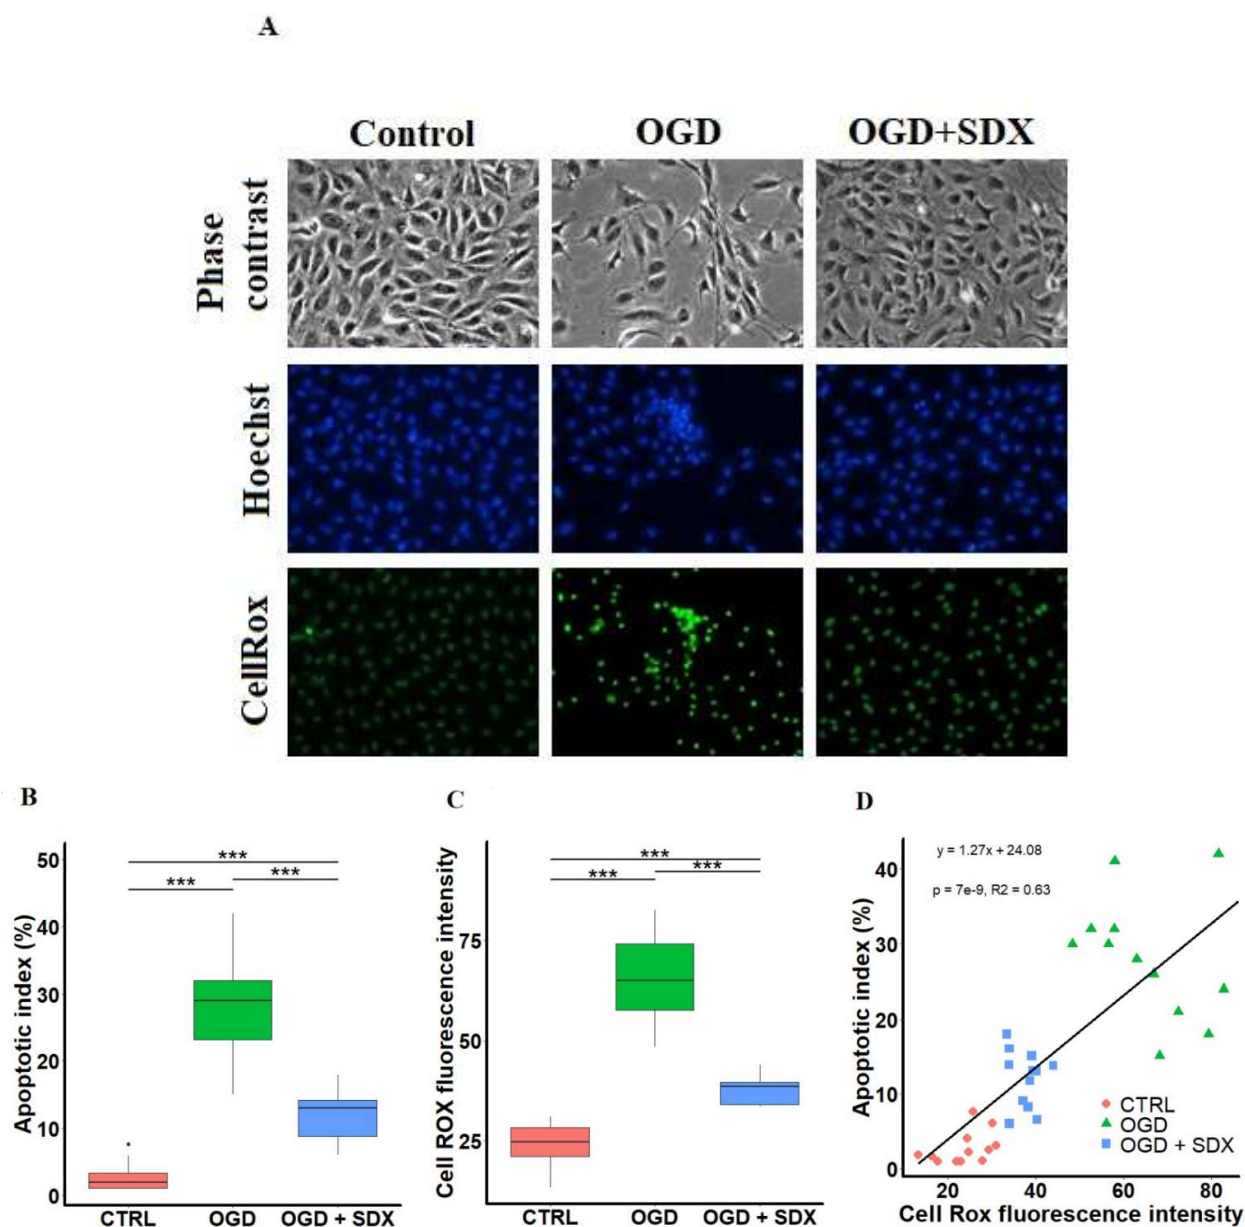 A
Control OGD OGD+SDX
Phase
contrast
Hoechst
CellRox
B
Apoptotic index (%)
50
40
30
20
10
0
***
*** ***
CTRL OGD OGD + SDX
C
Cell ROX fluorescence intensity
75
50
25
***
*** ***
CTRL OGD OGD + SDX
D
Apoptotic index (%)
40
30
20
10
0
y = 1.27x + 24.08
p = 7e-9, R2 = 0.63
CTRL
OGD
OGD + SDX
20 40 60 80
Cell Rox fluorescence intensity